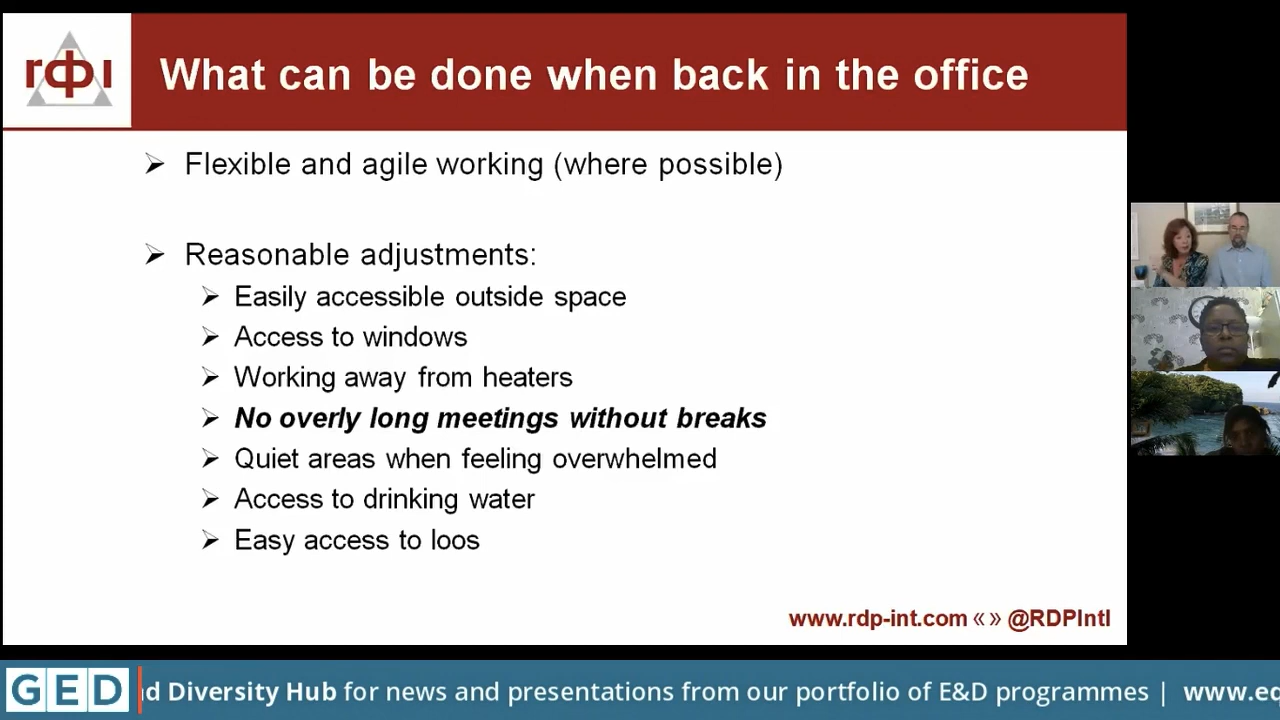 rφı
What can be done when back in the office
Flexible and agile working (where possible)
Reasonable adjustments:
Easily accessible outside space
Access to windows
Working away from heaters
No overly long meetings without breaks
Quiet areas when feeling overwhelmed
Access to drinking water
Easy access to loos
www.rdp-int.com «» @RDPIntl
GED
d Diversity Hub for news and presentations from our portfolio of E&D programmes | www.ed